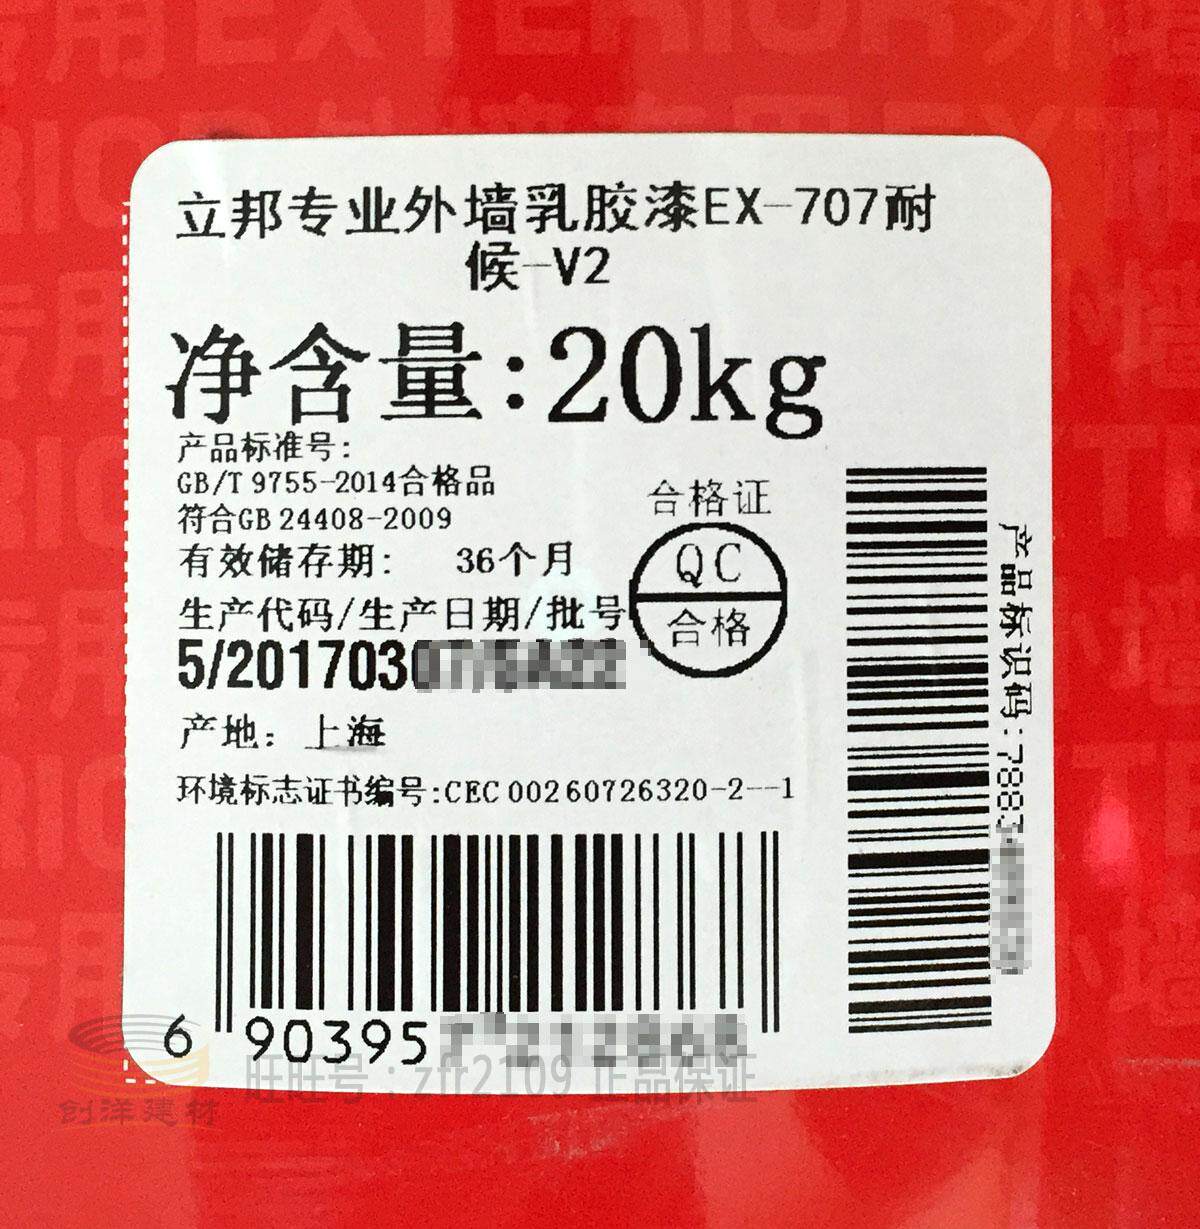 立邦专业外墙乳胶漆EX-707耐
候-V2
净含量:20kg
产品标准号:
GB/T 9755-2014合格品
符合GB 24408-2009
有效储存期: 36个月
生产代码/生产日期/批号
5/2017030
产地: 上海
环境标志证书编号:CEC 00260726320-2--1
合格证
QC
合格
产品标识码:7883
6 903957
旺旺号:zfr2109 正品保证
创洋建材